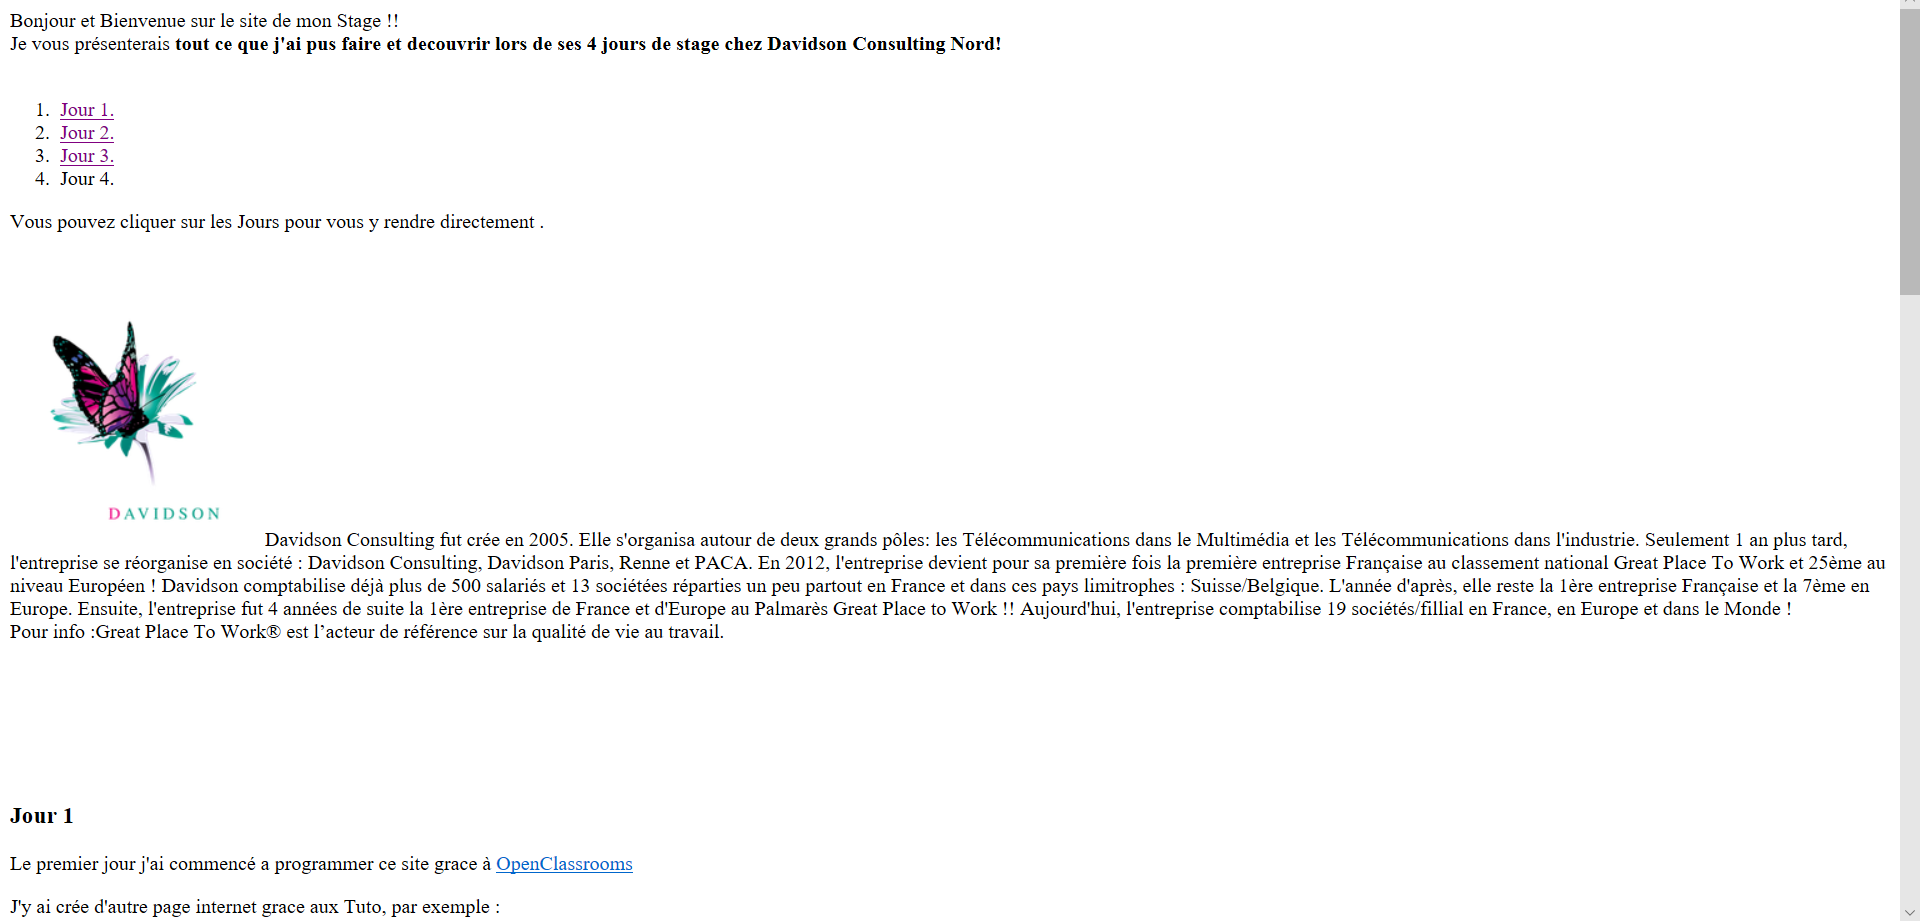 Bonjour et Bienvenue sur le site de mon Stage !!
Je vous présenterais tout ce que j'ai pus faire et decouvrir lors de ses 4 jours de stage chez Davidson Consulting Nord!
1. Jour 1.
2. Jour 2.
3. Jour 3.
4. Jour 4.
Vous pouvez cliquer sur les Jours pour vous y rendre directement .
DAVIDSON
Davidson Consulting fut crée en 2005. Elle s'organisa autour de deux grands pôles: les Télécommunications dans le Multimédia et les Télécommunications dans l'industrie. Seulement 1 an plus tard,
l'entreprise se réorganise en société : Davidson Consulting, Davidson Paris, Renne et PACA. En 2012, l'entreprise devient pour sa première fois la première entreprise Française au classement national Great Place To Work et 25ème au
niveau Européen ! Davidson comptabilise déjà plus de 500 salariés et 13 sociétées réparties un peu partout en France et dans ces pays limitrophes : Suisse/Belgique. L'année d'après, elle reste la 1ère entreprise Française et la 7ème en
Europe. Ensuite, l'entreprise fut 4 années de suite la 1ère entreprise de France et d'Europe au Palmarès Great Place to Work !! Aujourd'hui, l'entreprise comptabilise 19 sociétés/fillial en France, en Europe et dans le Monde !
Pour info :Great Place To Work® est l’acteur de référence sur la qualité de vie au travail.
Jour 1
Le premier jour j'ai commencé a programmer ce site grace à OpenClassrooms
J'y ai crée d'autre page internet grace aux Tuto, par exemple :